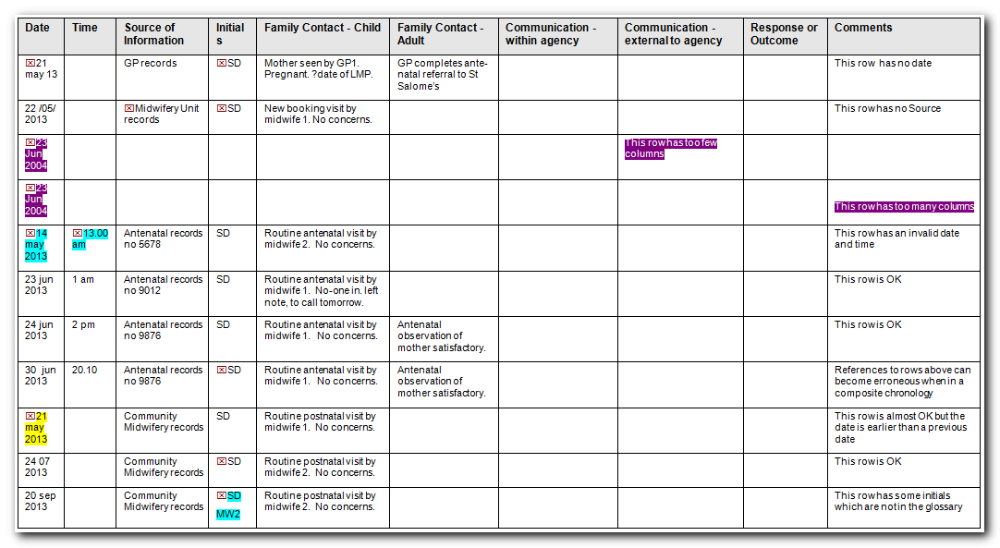 Date Time Source of Information Initials Family Contact - Child Family Contact - Adult Communication - within agency Communication - external to agency Response or Outcome Comments
☒21 may 13 GP records ☒SD Mother seen by GP1. Pregnant. ?date of LMP. GP completes ante-natal referral to St Salome's This row has no date
22 /05/ 2013 ☒Midwifery Unit records ☒SD New booking visit by midwife 1. No concerns. This row has no Source
☒23 Jun 2004 This row has too few columns
☒23 Jun 2004 This row has too many columns
☒14 may 2013 ☒13.00 am Antenatal records no 5678 SD Routine antenatal visit by midwife 2. No concerns. This row has an invalid date and time
23 jun 2013 1 am Antenatal records no 9012 SD Routine antenatal visit by midwife 1. No-one in. left note, to call tomorrow. This row is OK
24 jun 2013 2 pm Antenatal records no 9876 SD Routine antenatal visit by midwife 1. No concerns. Antenatal observation of mother satisfactory. This row is OK
30 jun 2013 20.10 Antenatal records no 9876 ☒SD Routine antenatal visit by midwife 1. No concerns. Antenatal observation of mother satisfactory. References to rows above can become erroneous when in a composite chronology
☒21 may 2013 Community Midwifery records SD Routine postnatal visit by midwife 1. No concerns. This row is almost OK but the date is earlier than a previous date
24 07 2013 Community Midwifery records ☒SD Routine postnatal visit by midwife 2. No concerns. This row is OK
20 sep 2013 Community Midwifery records ☒SD MW2 Routine postnatal visit by midwife 2. No concerns. This row has some initials which are not in the glossary